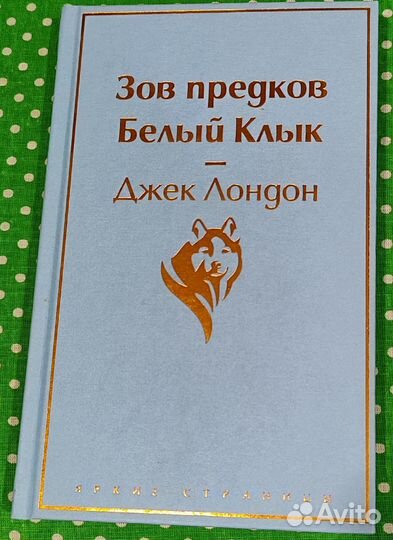 Зов предков
Белый Клык
–
Джек Лондон
ЯРКИЕ СТРАНИЦЫ
Avito